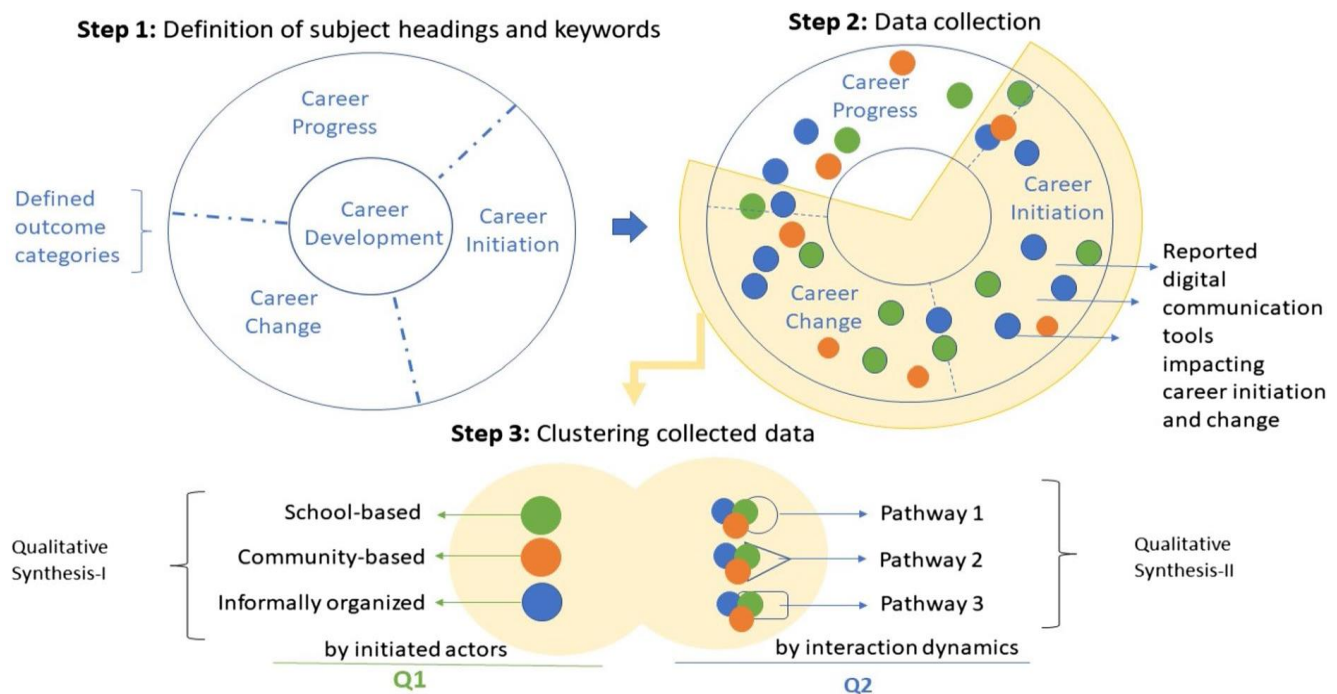 Step 1: Definition of subject headings and keywords
Career
Progress
Defined
outcome
categories
Career
Development
Career
Initiation
Career
Change
Step 2: Data collection
Career
Progress
Career
Initiation
Career
Change
Reported
digital
communication
tools
impacting
career initiation
and change
Step 3: Clustering collected data
Qualitative
Synthesis-I
School-based
Community-based
Informally organized
by initiated actors
Q1
Pathway 1
Pathway 2
Pathway 3
Qualitative
Synthesis-II
by interaction dynamics
Q2